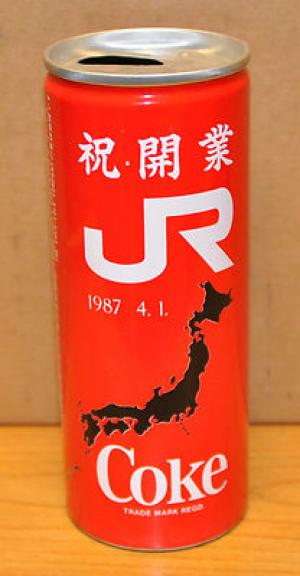 祝・開業
JR
1987 4.1.
Coke
TRADE MARK REGD.